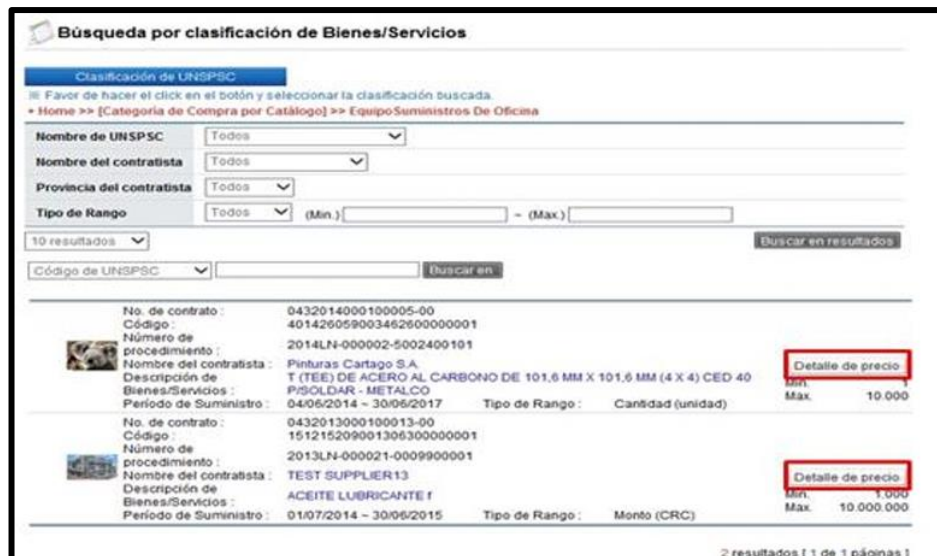 Búsqueda por clasificación de Bienes/Servicios
Clasificación de UNSPSC
※ Favor de hacer el click en el botón y seleccionar la clasificación buscada.
• Home >> [Categoría de Compra por Catálogo] >> EquipoSuministros De Oficina
Nombre de UNSPSC Todos
Nombre del contratista Todos
Provincia del contratista Todos
Tipo de Rango Todos (Min.) ~ (Max.)
10 resultados Buscar en resultados
Código de UNSPSC Buscar en
No. de contrato : 0432014000100005-00
Código : 401426059003462600000001
Número de procedimiento : 2014LN-000002-5002400101
Nombre del contratista : Pinturas Cartago S.A.
Descripción de Bienes/Servicios : T (TEE) DE ACERO AL CARBONO DE 101,6 MM X 101,6 MM (4 X 4) CED 40 P/SOLDAR - METALCO
Período de Suministro : 04/06/2014 ~ 30/06/2017 Tipo de Rango : Cantidad (unidad)
Detalle de precio
Min. 1
Max. 10.000
No. de contrato : 0432013000100013-00
Código : 151215209001306300000001
Número de procedimiento : 2013LN-000021-0009900001
Nombre del contratista : TEST SUPPLIER13
Descripción de Bienes/Servicios : ACEITE LUBRICANTE f
Período de Suministro : 01/07/2014 ~ 30/06/2015 Tipo de Rango : Monto (CRC)
Detalle de precio
Min. 1.000
Max. 10.000.000
2 resultados [ 1 de 1 páginas ]